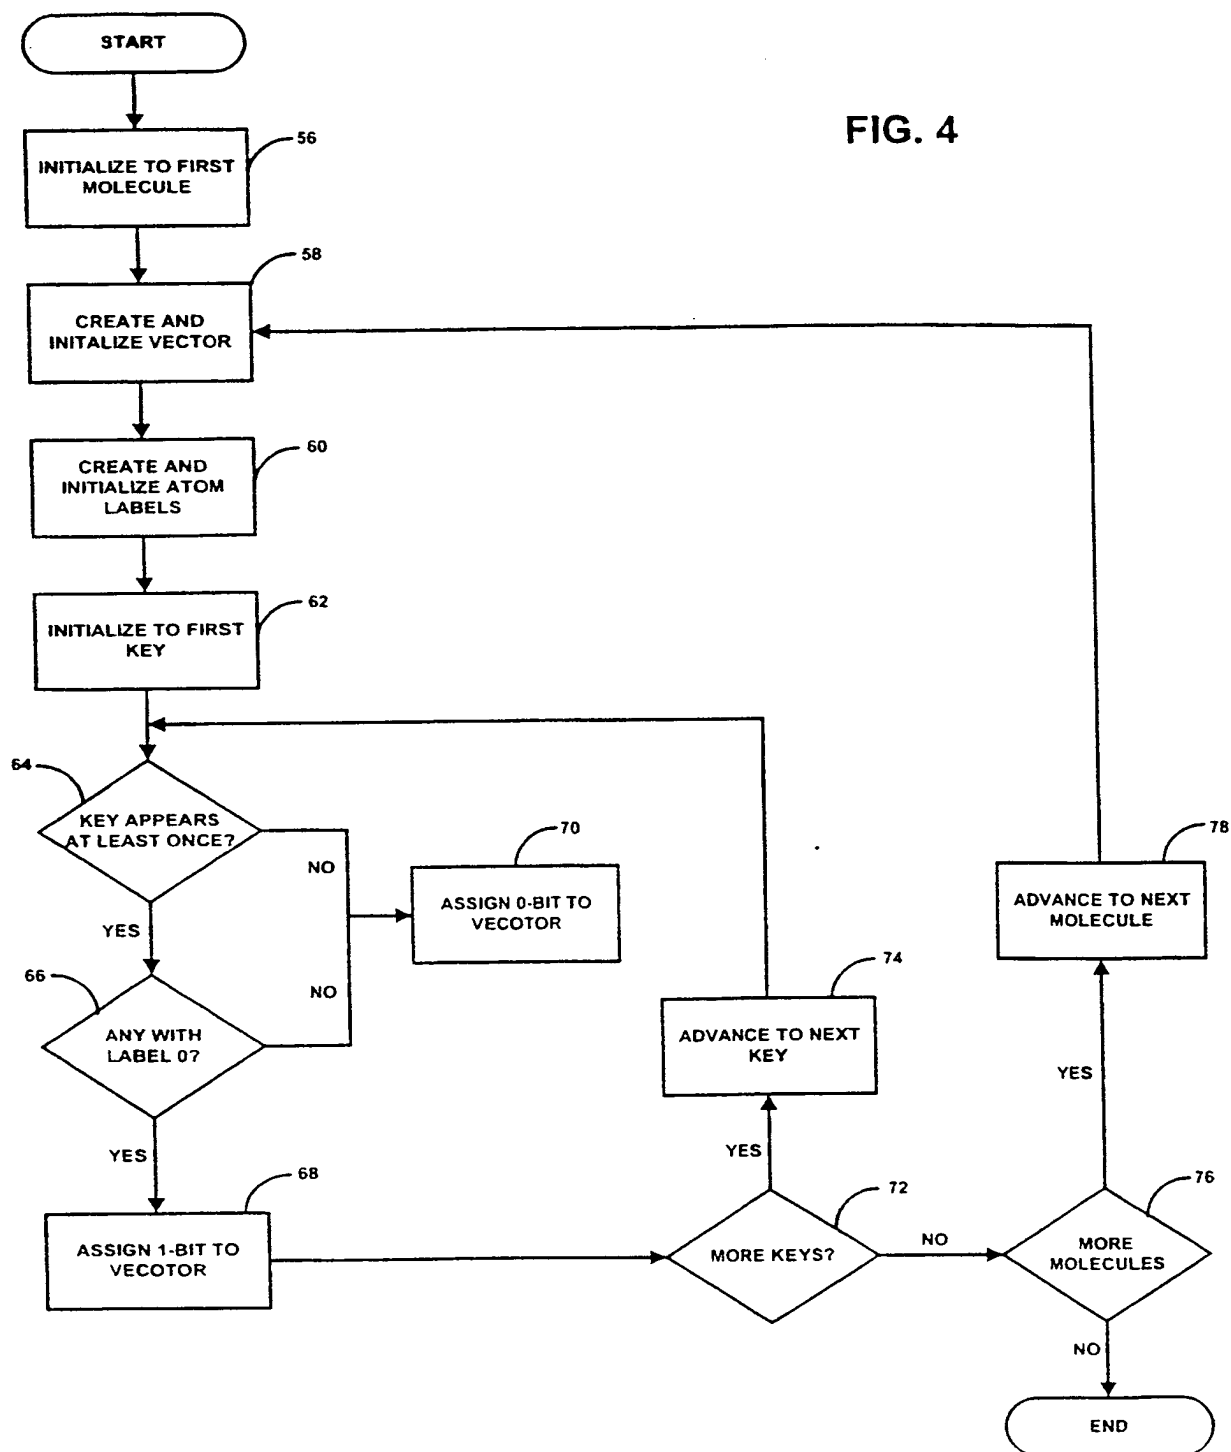 START
FIG. 4
56
INITIALIZE TO FIRST
MOLECULE
58
CREATE AND
INITALIZE VECTOR
60
CREATE AND
INITIALIZE ATOM
LABELS
62
INITIALIZE TO FIRST
KEY
64
KEY APPEARS
AT LEAST ONCE?
NO
70
ASSIGN 0-BIT TO
VECOTOR
YES
66
NO
ANY WITH
LABEL 0?
YES
68
ASSIGN 1-BIT TO
VECOTOR
74
ADVANCE TO NEXT
KEY
YES
72
MORE KEYS?
NO
78
ADVANCE TO NEXT
MOLECULE
YES
76
MORE
MOLECULES
NO
END